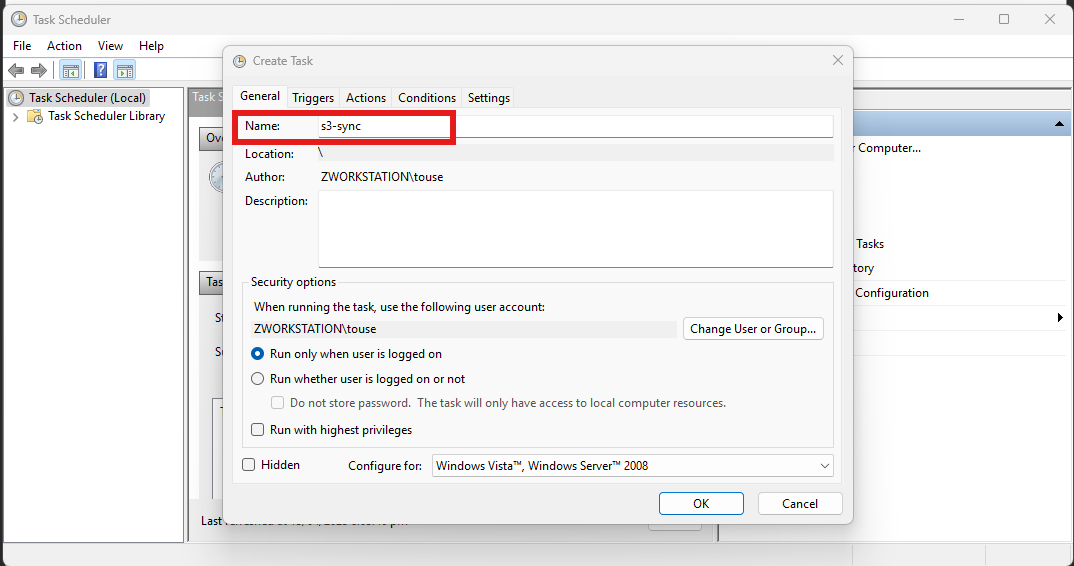 Task Scheduler
File Action View Help
Task Scheduler (Local)
Task Scheduler Library
Task
Create Task
General Triggers Actions Conditions Settings
Name: s3-sync
Location: \
Author: ZWORKSTATION\touse
Description:
Security options
When running the task, use the following user account:
ZWORKSTATION\touse
Change User or Group...
Run only when user is logged on
Run whether user is logged on or not
Do not store password. The task will only have access to local computer resources.
Run with highest privileges
Hidden Configure for: Windows Vista™, Windows Server™ 2008
OK Cancel
Computer...
Tasks
Configuration